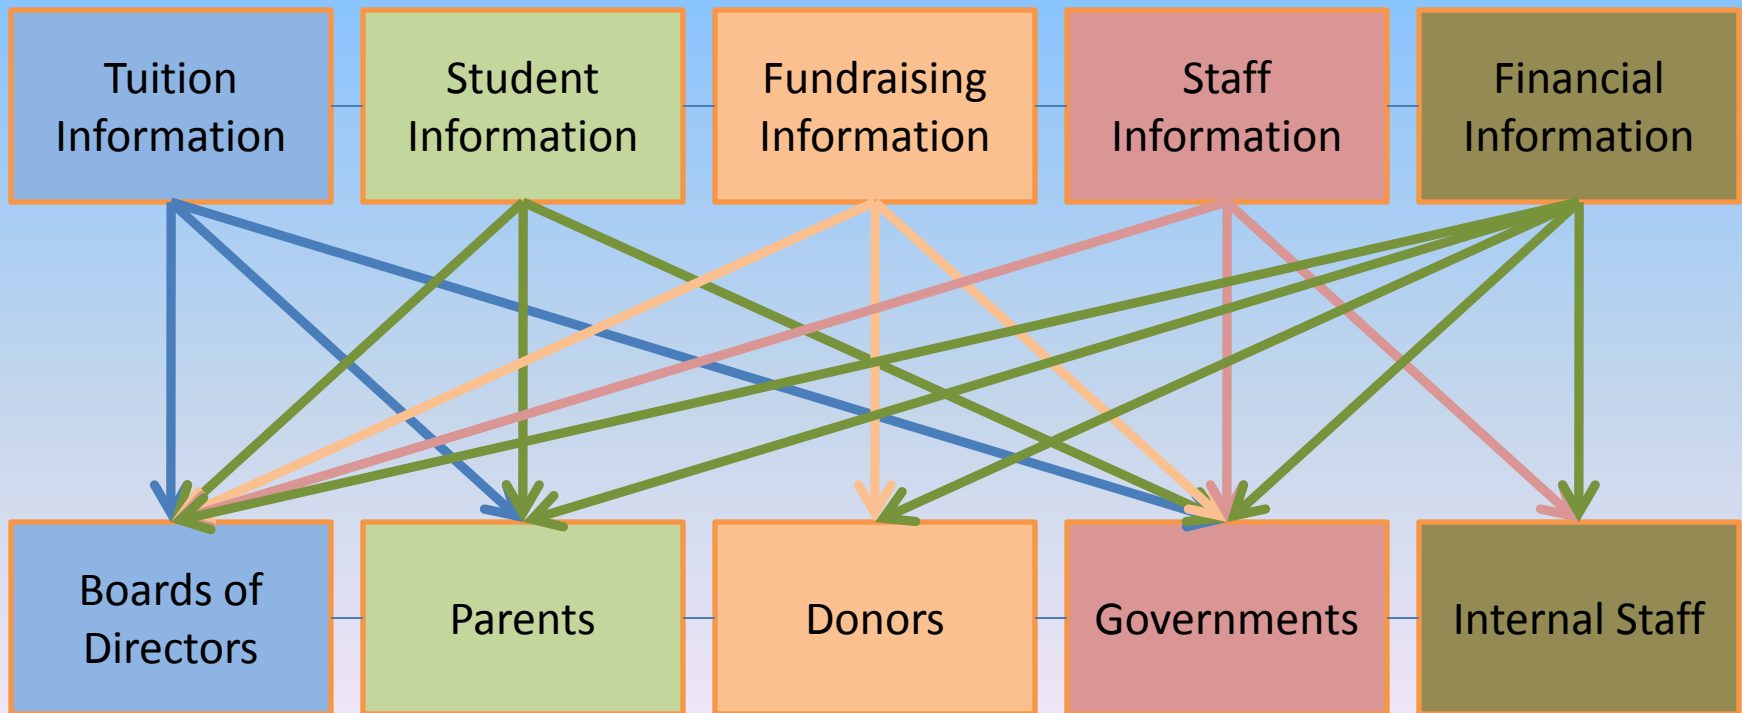 Tuition
Information
Student
Information
Fundraising
Information
Staff
Information
Financial
Information
Boards of
Directors
Parents
Donors
Governments
Internal Staff